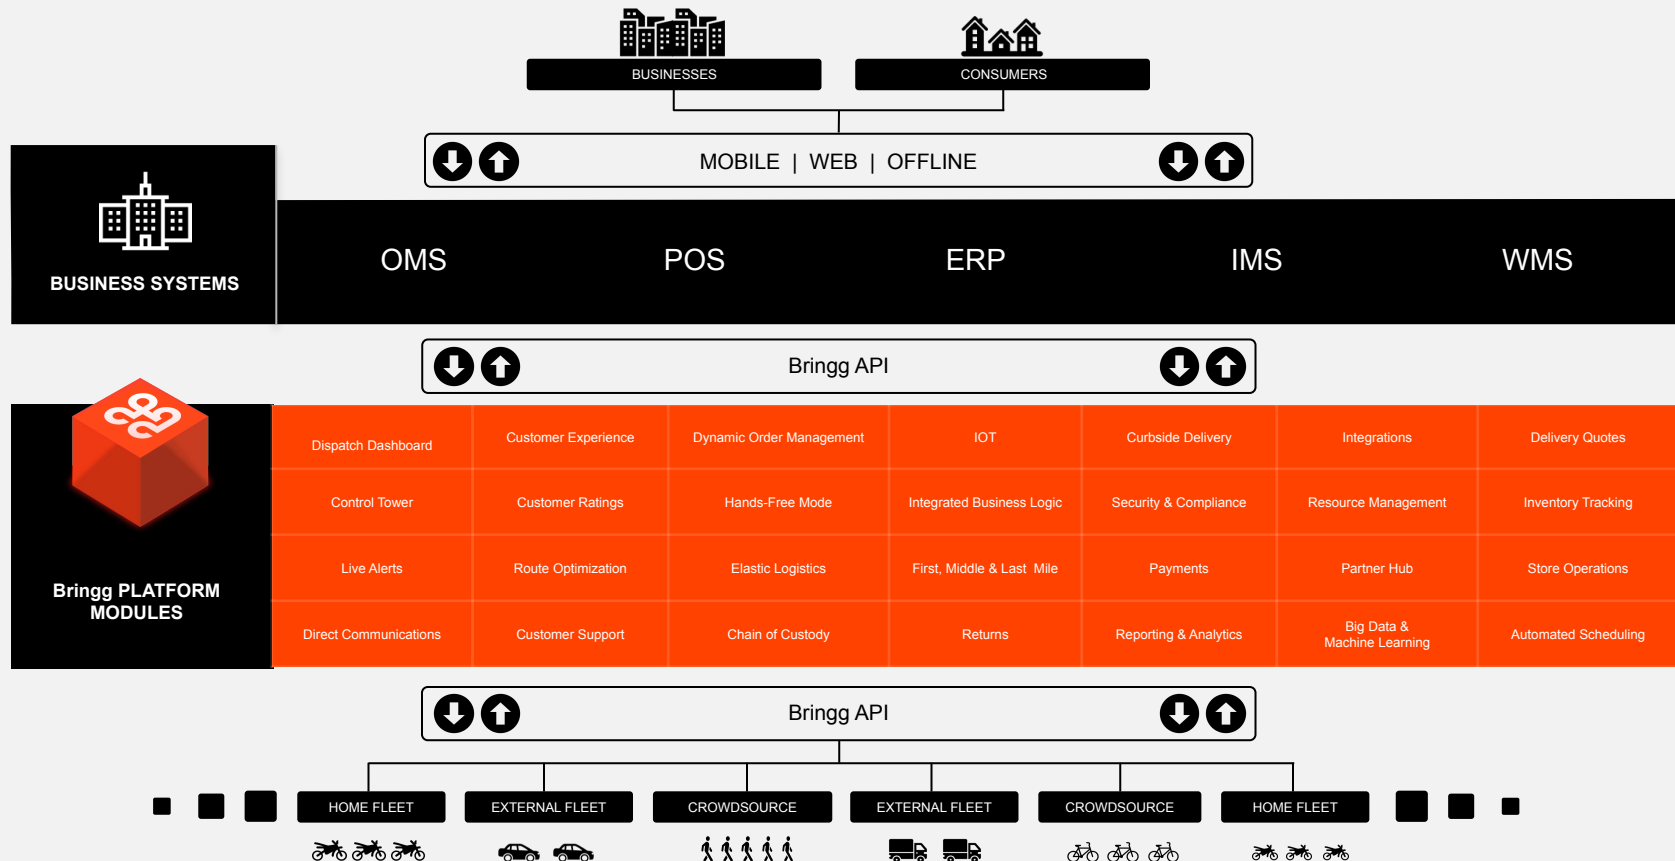 BUSINESSES
CONSUMERS
MOBILE | WEB | OFFLINE
BUSINESS SYSTEMS
OMS
POS
ERP
IMS
WMS
Bringg API
Bringg PLATFORM
MODULES
Dispatch Dashboard
Customer Experience
Dynamic Order Management
IOT
Curbside Delivery
Integrations
Delivery Quotes
Control Tower
Customer Ratings
Hands-Free Mode
Integrated Business Logic
Security & Compliance
Resource Management
Inventory Tracking
Live Alerts
Route Optimization
Elastic Logistics
First, Middle & Last Mile
Payments
Partner Hub
Store Operations
Direct Communications
Customer Support
Chain of Custody
Returns
Reporting & Analytics
Big Data &
Machine Learning
Automated Scheduling
Bringg API
HOME FLEET
EXTERNAL FLEET
CROWDSOURCE
EXTERNAL FLEET
CROWDSOURCE
HOME FLEET